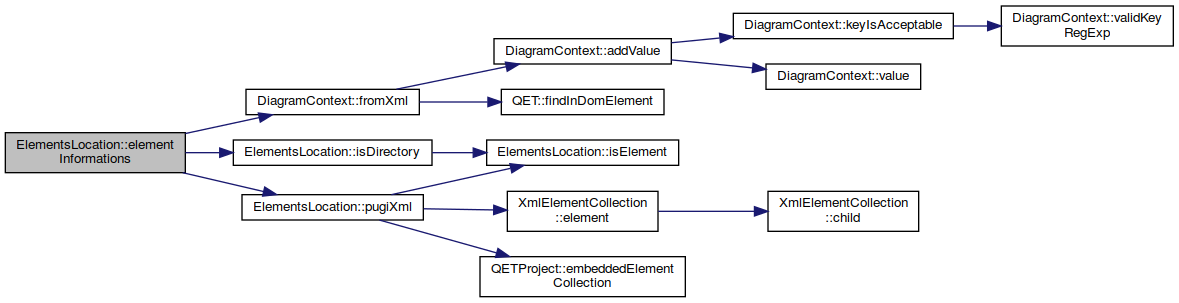 ElementsLocation::element
Informations
DiagramContext::fromXml
DiagramContext::addValue
DiagramContext::keyIsAcceptable
DiagramContext::validKey
RegExp
DiagramContext::value
QET::findInDomElement
ElementsLocation::isDirectory
ElementsLocation::isElement
ElementsLocation::pugiXml
XmlElementCollection
::element
XmlElementCollection
::child
QETProject::embeddedElement
Collection